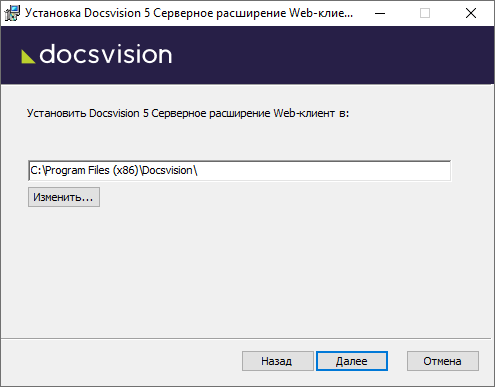 Установка Docsvision 5 Серверное расширение Web-клие...
docsvision
Установить Docsvision 5 Серверное расширение Web-клиент в:
C:\Program Files (x86)\Docsvision\
Изменить...
Назад
Далее
Отмена